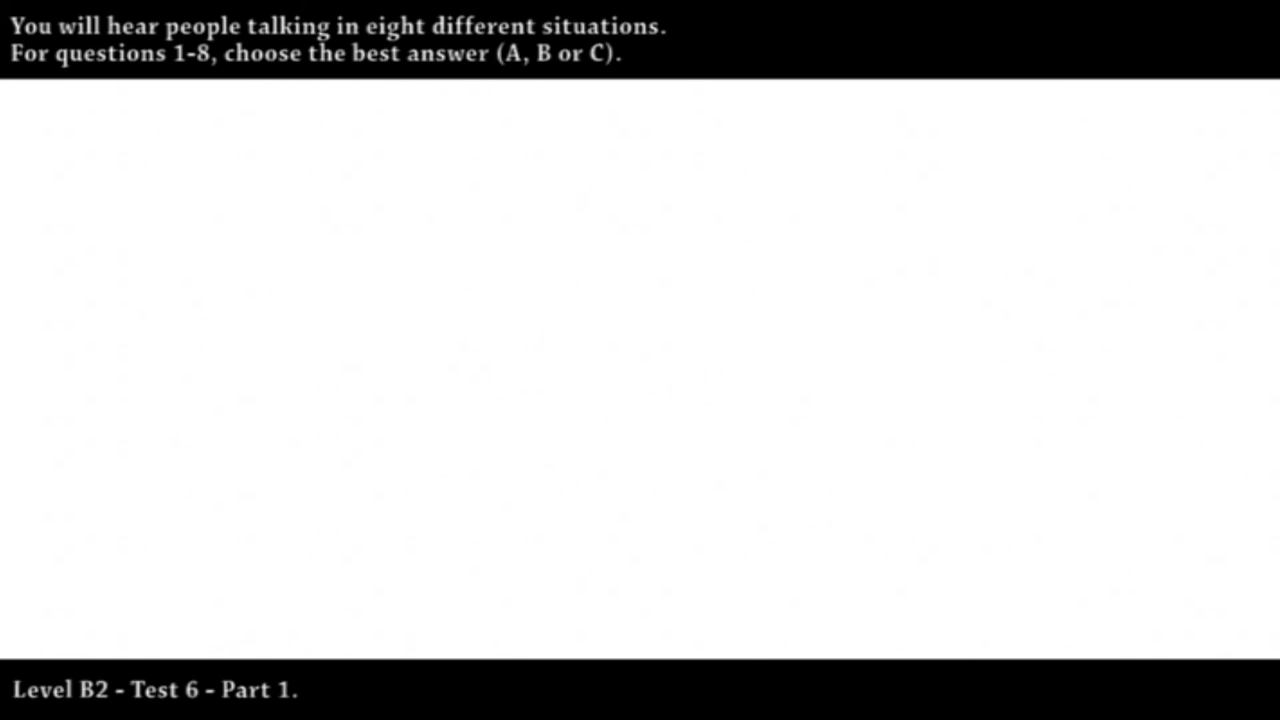 You will hear people talking in eight different situations.
For questions 1-8, choose the best answer (A, B or C).
Level B2 - Test 6 - Part 1.